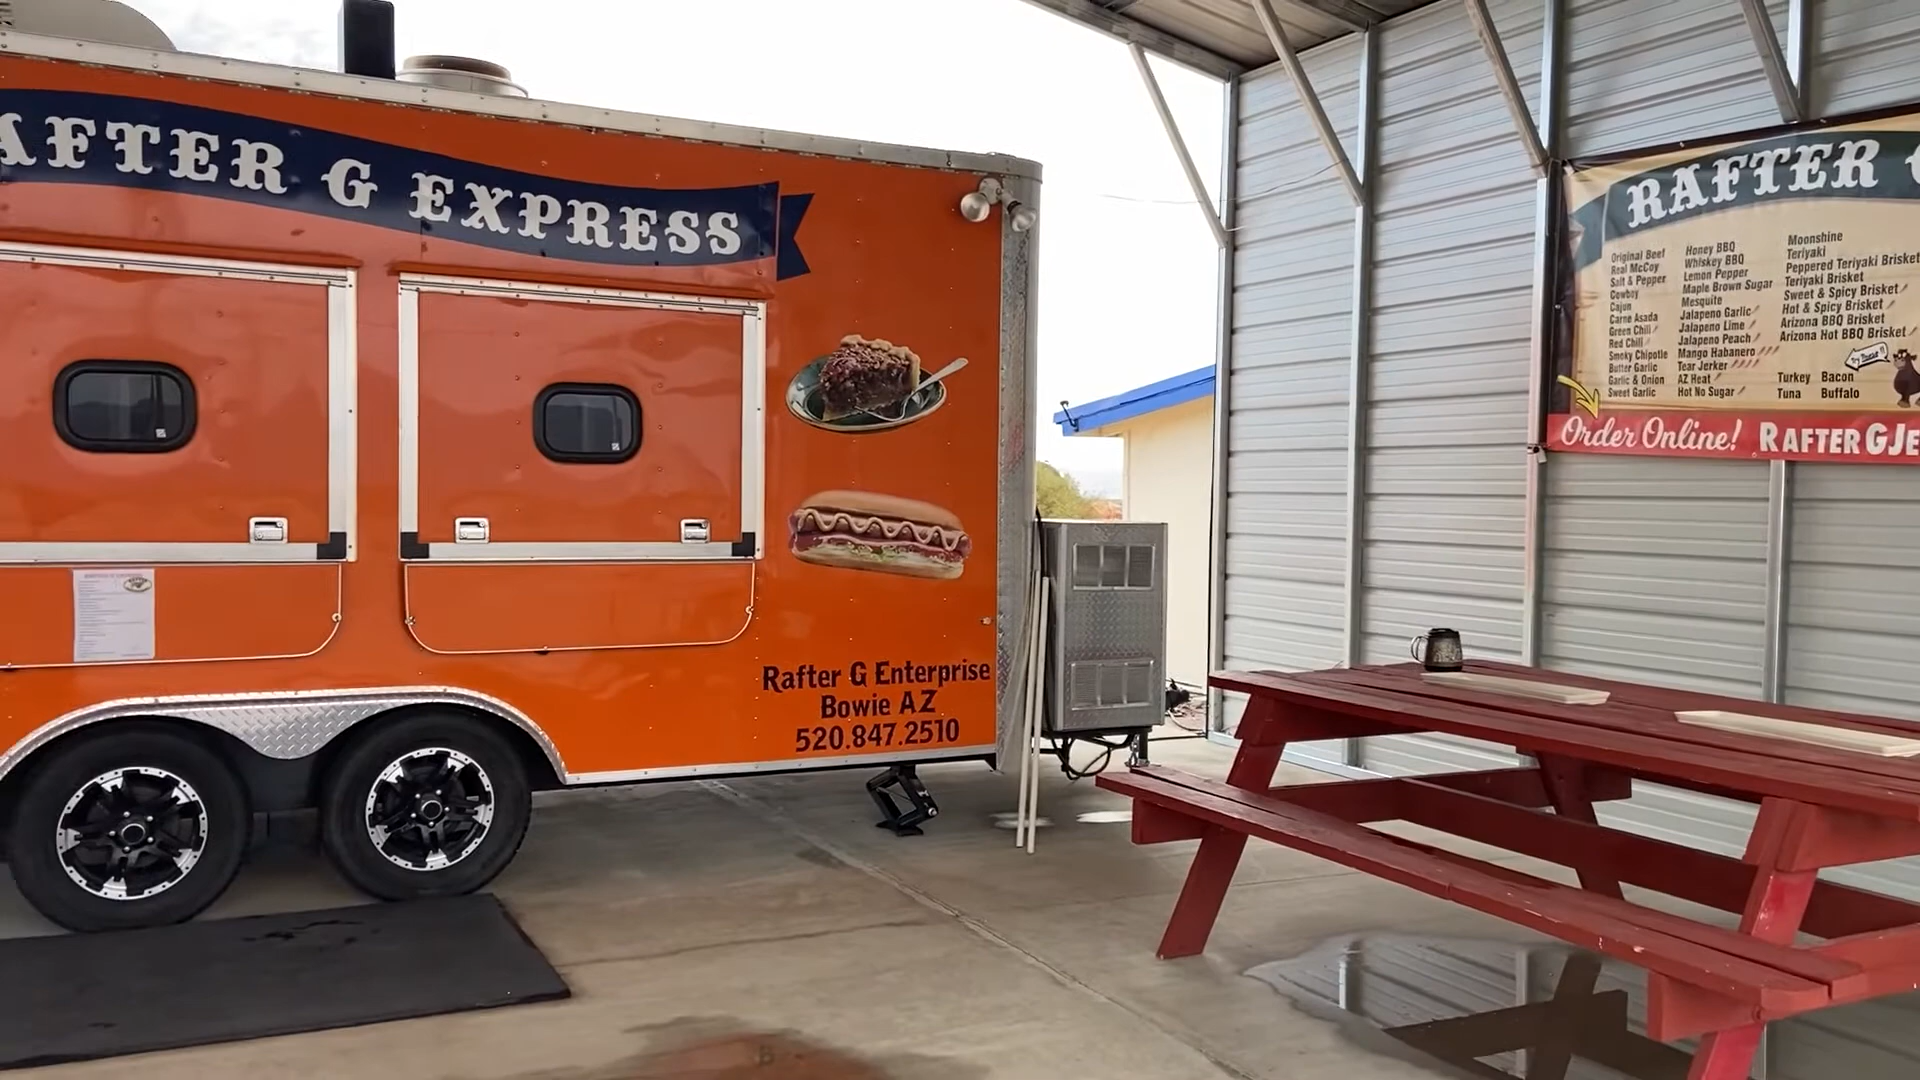 AFTER G EXPRESS
Rafter G Enterprise
Bowie AZ
520.847.2510
RAFTER
Original Beef
Real McCoy
Salt & Pepper
Cowboy
Cajun
Carne Asada
Green Chili
Red Chili
Smoky Chipotle
Butter Garlic
Garlic & Onion
Sweet Garlic
Honey BBQ
Whiskey BBQ
Lemon Pepper
Maple Brown Sugar
Mesquite
Jalapeno Garlic
Jalapeno Lime
Jalapeno Peach
Mango Habanero
Tear Jerker
AZ Heat
Hot No Sugar
Moonshine
Teriyaki
Peppered Teriyaki Brisket
Teriyaki Brisket
Sweet & Spicy Brisket
Hot & Spicy Brisket
Arizona BBQ Brisket
Arizona Hot BBQ Brisket
Turkey Bacon
Tuna Buffalo
Order Online! RAFTERGJE